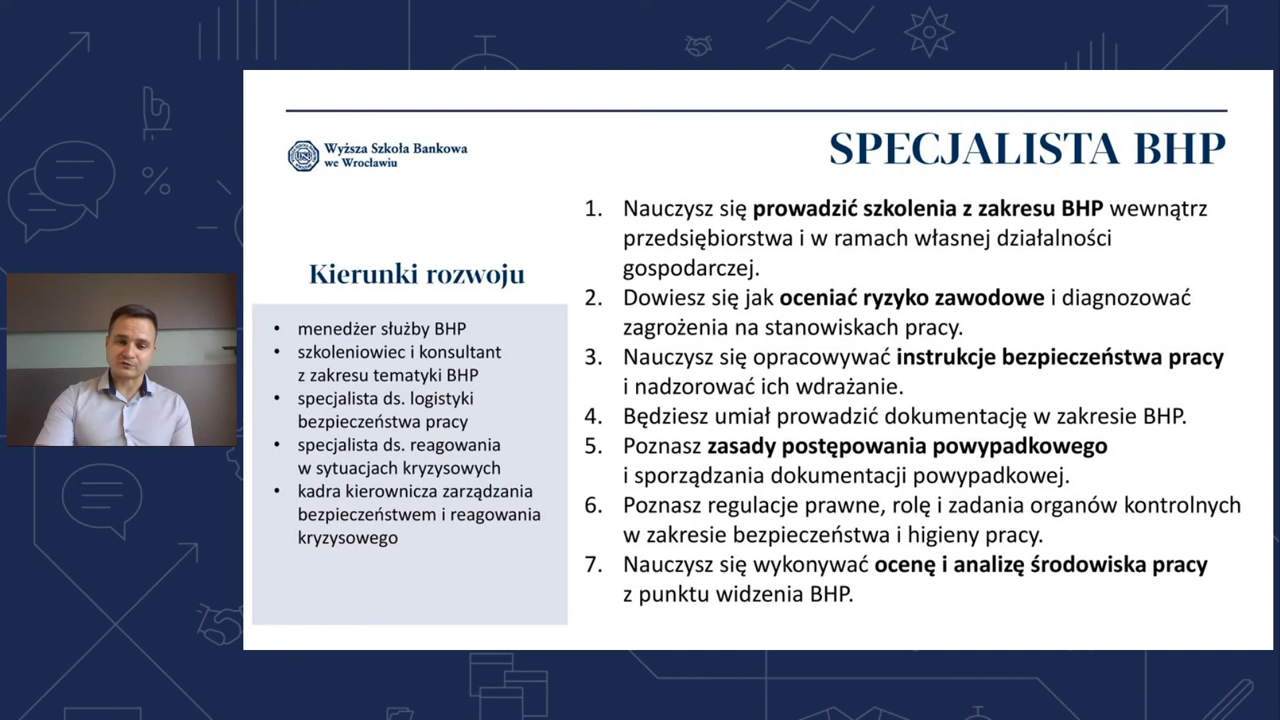 Wyższa Szkoła Bankowa
we Wrocławiu
SPECJALISTA BHP
Kierunki rozwoju
• menedżer służby BHP
• szkoleniowiec i konsultant
z zakresu tematyki BHP
• specjalista ds. logistyki
bezpieczeństwa pracy
• specjalista ds. reagowania
w sytuacjach kryzysowych
• kadra kierownicza zarządzania
bezpieczeństwem i reagowania
kryzysowego
1. Nauczysz się prowadzić szkolenia z zakresu BHP wewnątrz
przedsiębiorstwa i w ramach własnej działalności
gospodarczej.
2. Dowiesz się jak oceniać ryzyko zawodowe i diagnozować
zagrożenia na stanowiskach pracy.
3. Nauczysz się opracowywać instrukcje bezpieczeństwa pracy
i nadzorować ich wdrażanie.
4. Będziesz umiał prowadzić dokumentację w zakresie BHP.
5. Poznasz zasady postępowania powypadkowego
i sporządzania dokumentacji powypadkowej.
6. Poznasz regulacje prawne, rolę i zadania organów kontrolnych
w zakresie bezpieczeństwa i higieny pracy.
7. Nauczysz się wykonywać ocenę i analizę środowiska pracy
z punktu widzenia BHP.